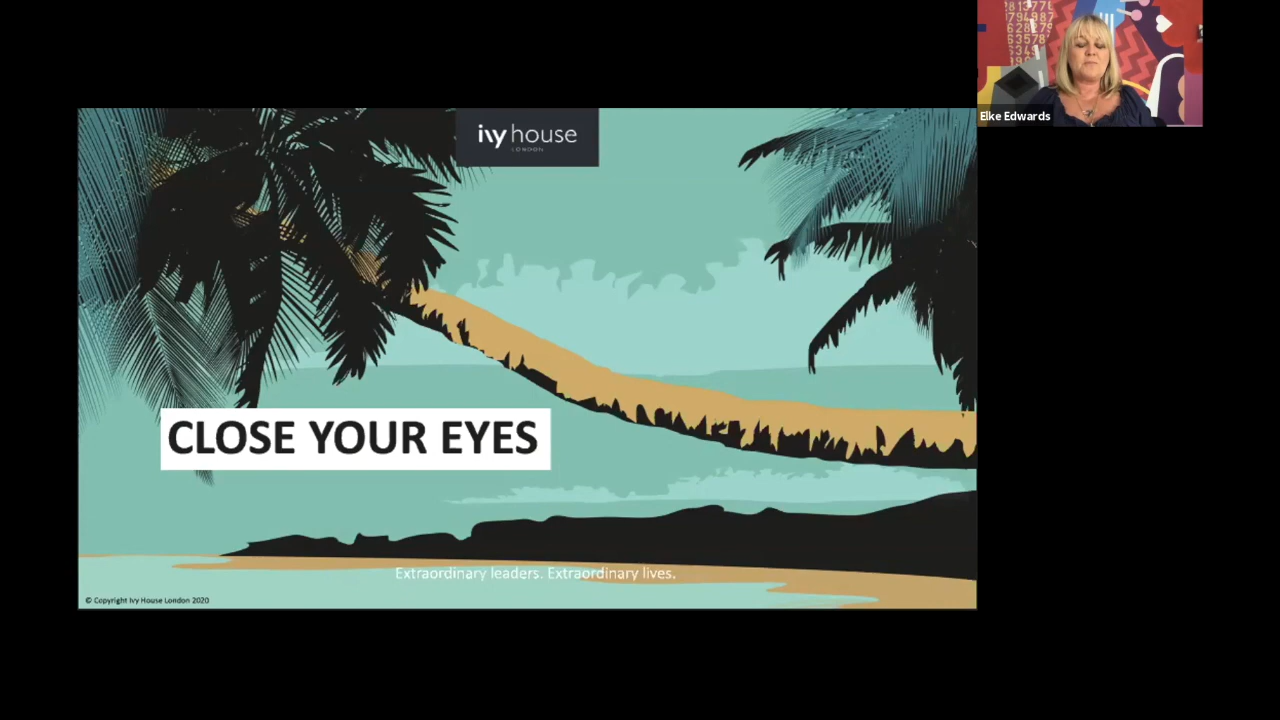 ivy house
LONDON
CLOSE YOUR EYES
Extraordinary leaders. Extraordinary lives.
© Copyright Ivy House London 2020
Elke Edwards